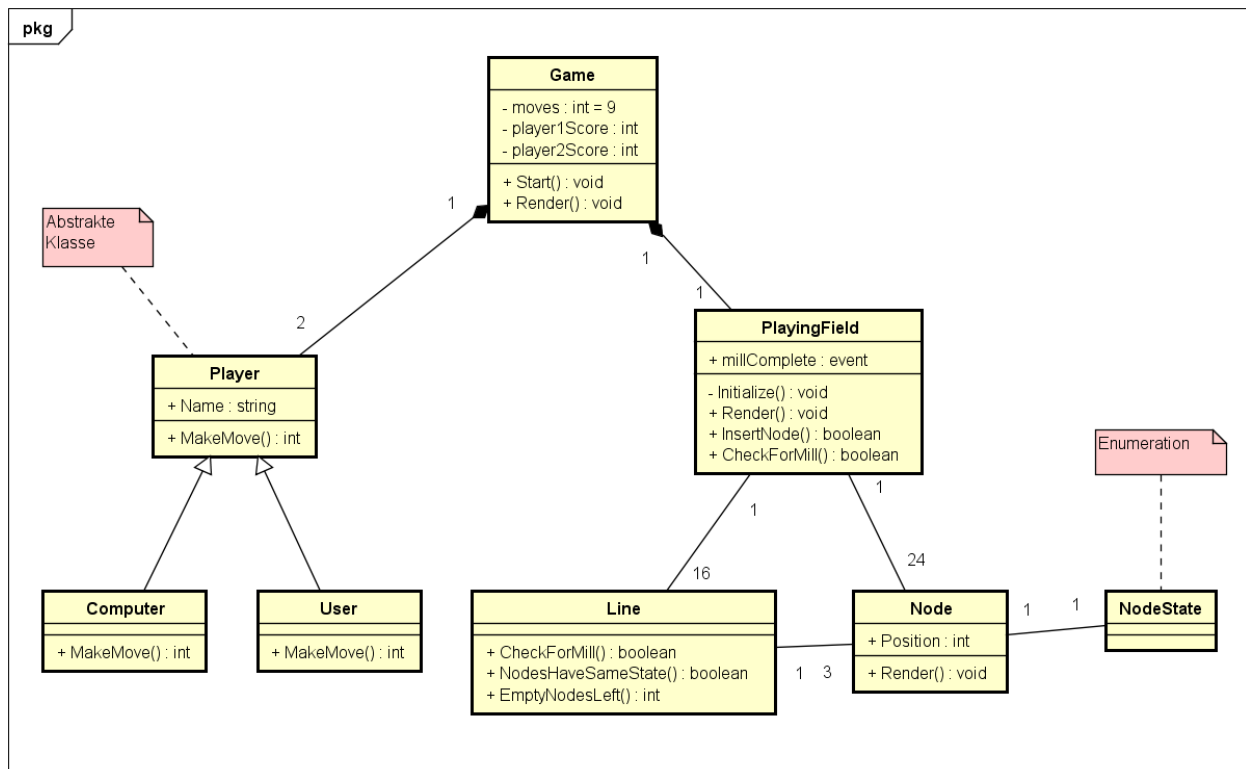 pkg
Game
- moves : int = 9
- player1Score : int
- player2Score : int
+ Start() : void
+ Render() : void
1
2
1
1
Abstrakte
Klasse
Player
+ Name : string
+ MakeMove() : int
PlayingField
+ millComplete : event
- Initialize() : void
+ Render() : void
+ InsertNode() : boolean
+ CheckForMill() : boolean
Enumeration
1
16
1
24
Computer
+ MakeMove() : int
User
+ MakeMove() : int
Line
+ CheckForMill() : boolean
+ NodesHaveSameState() : boolean
+ EmptyNodesLeft() : int
1
3
Node
+ Position : int
+ Render() : void
1
1
NodeState